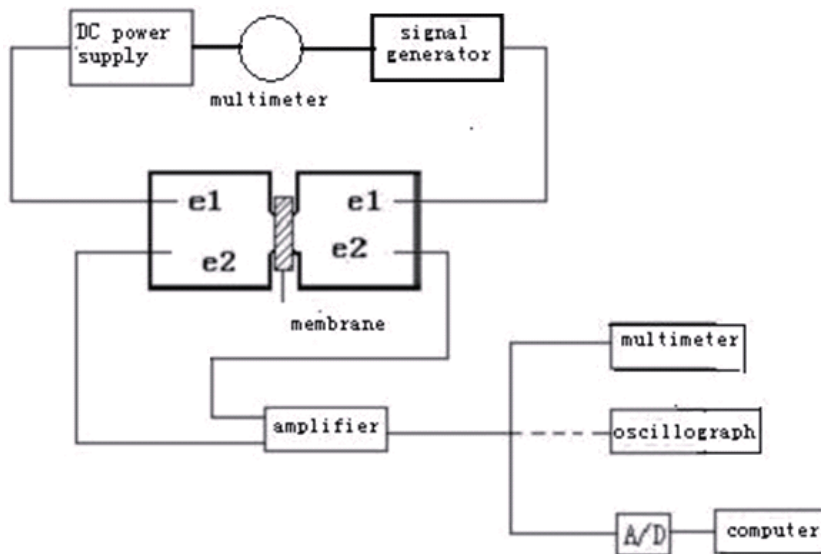 DC power
supply
signal
generator
multimeter
e1
e1
e2
e2
membrane
multimeter
amplifier
oscillograph
A/D
computer